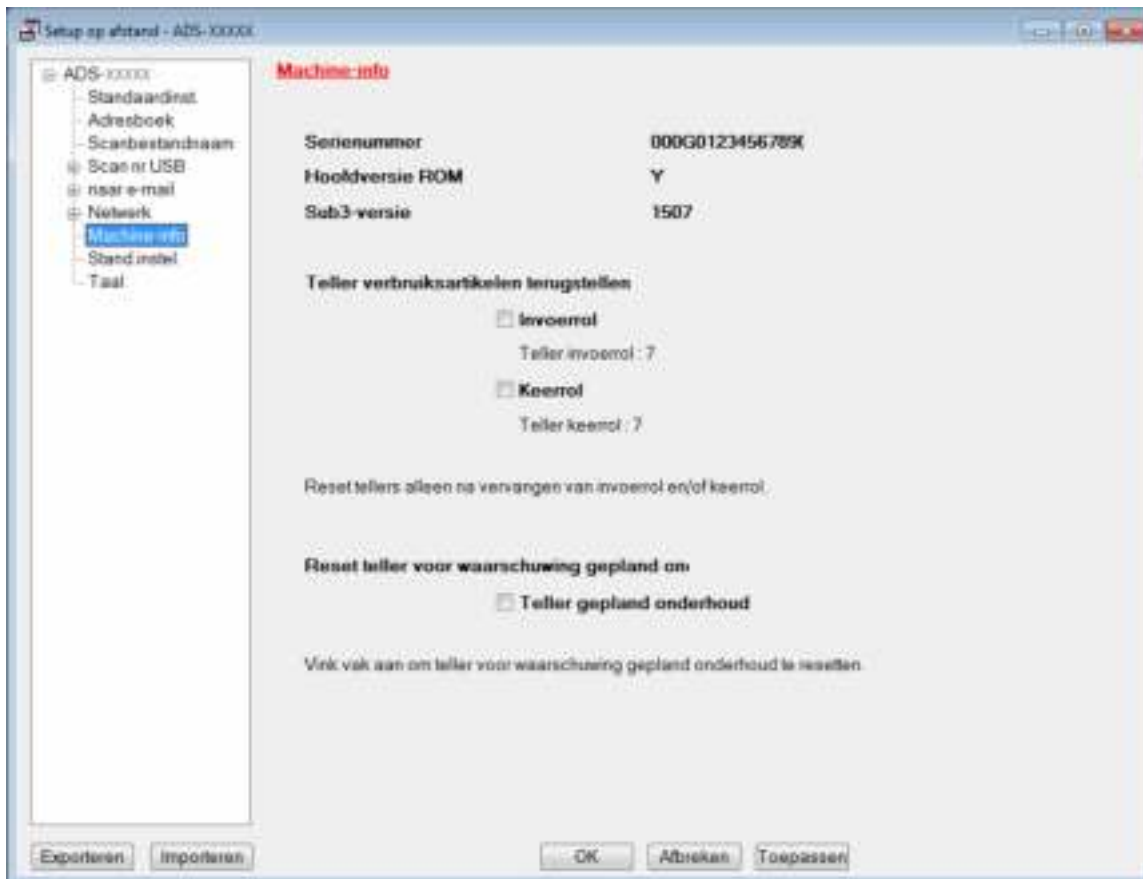 Setup op afstand - ADS-XXXXX
ADS-XXXXX
Standaardinst.
Adresboek
Scanbestandnaam
Scan nr USB
naar e-mail
Netwerk
Machine-info
Stand.instel
Taal
Machine-info
Serienummer 000G0123456789(
Hoofdversie ROM Y
Sub3-versie 1507
Teller verbruiksartikelen terugstellen
Invoerrol
Teller invoerrol : 7
Keerrol
Teller keerrol : 7
Reset tellers alleen na vervangen van invoerrol en/of keerrol.
Reset teller voor waarschuwing gepland on
Teller gepland onderhoud
Vink vak aan om teller voor waarschuwing gepland onderhoud te resetten.
Exporteren Importeren OK Afbreken Toepassen